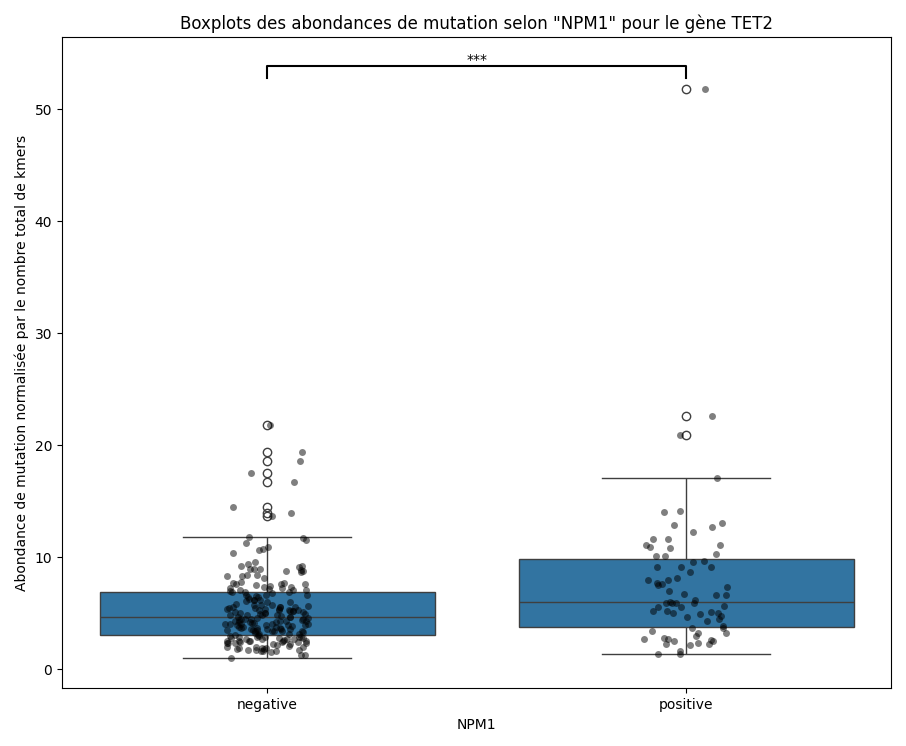 Boxplots des abondances de mutation selon "NPM1" pour le gène TET2
***
Abondance de mutation normalisée par le nombre total de kmers
50
40
30
20
10
0
negative positive
NPM1